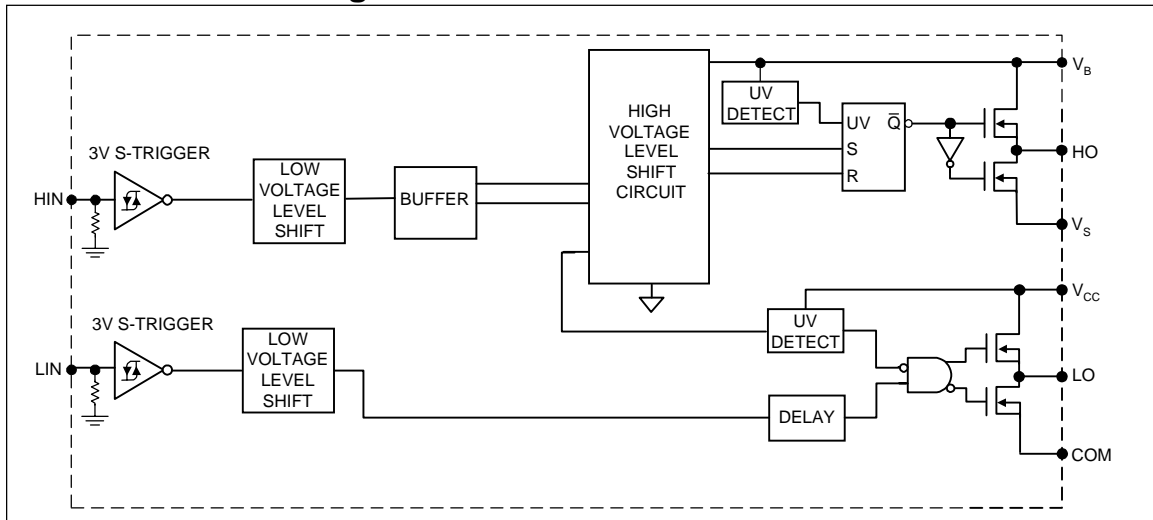 HIGH
VOLTAGE
LEVEL
SHIFT
CIRCUIT
UV
DETECT
UV
S
R
Q̅
V_B
HO
V_S
3V S-TRIGGER
HIN
LOW
VOLTAGE
LEVEL
SHIFT
BUFFER
V_CC
UV
DETECT
3V S-TRIGGER
LIN
LOW
VOLTAGE
LEVEL
SHIFT
DELAY
LO
COM